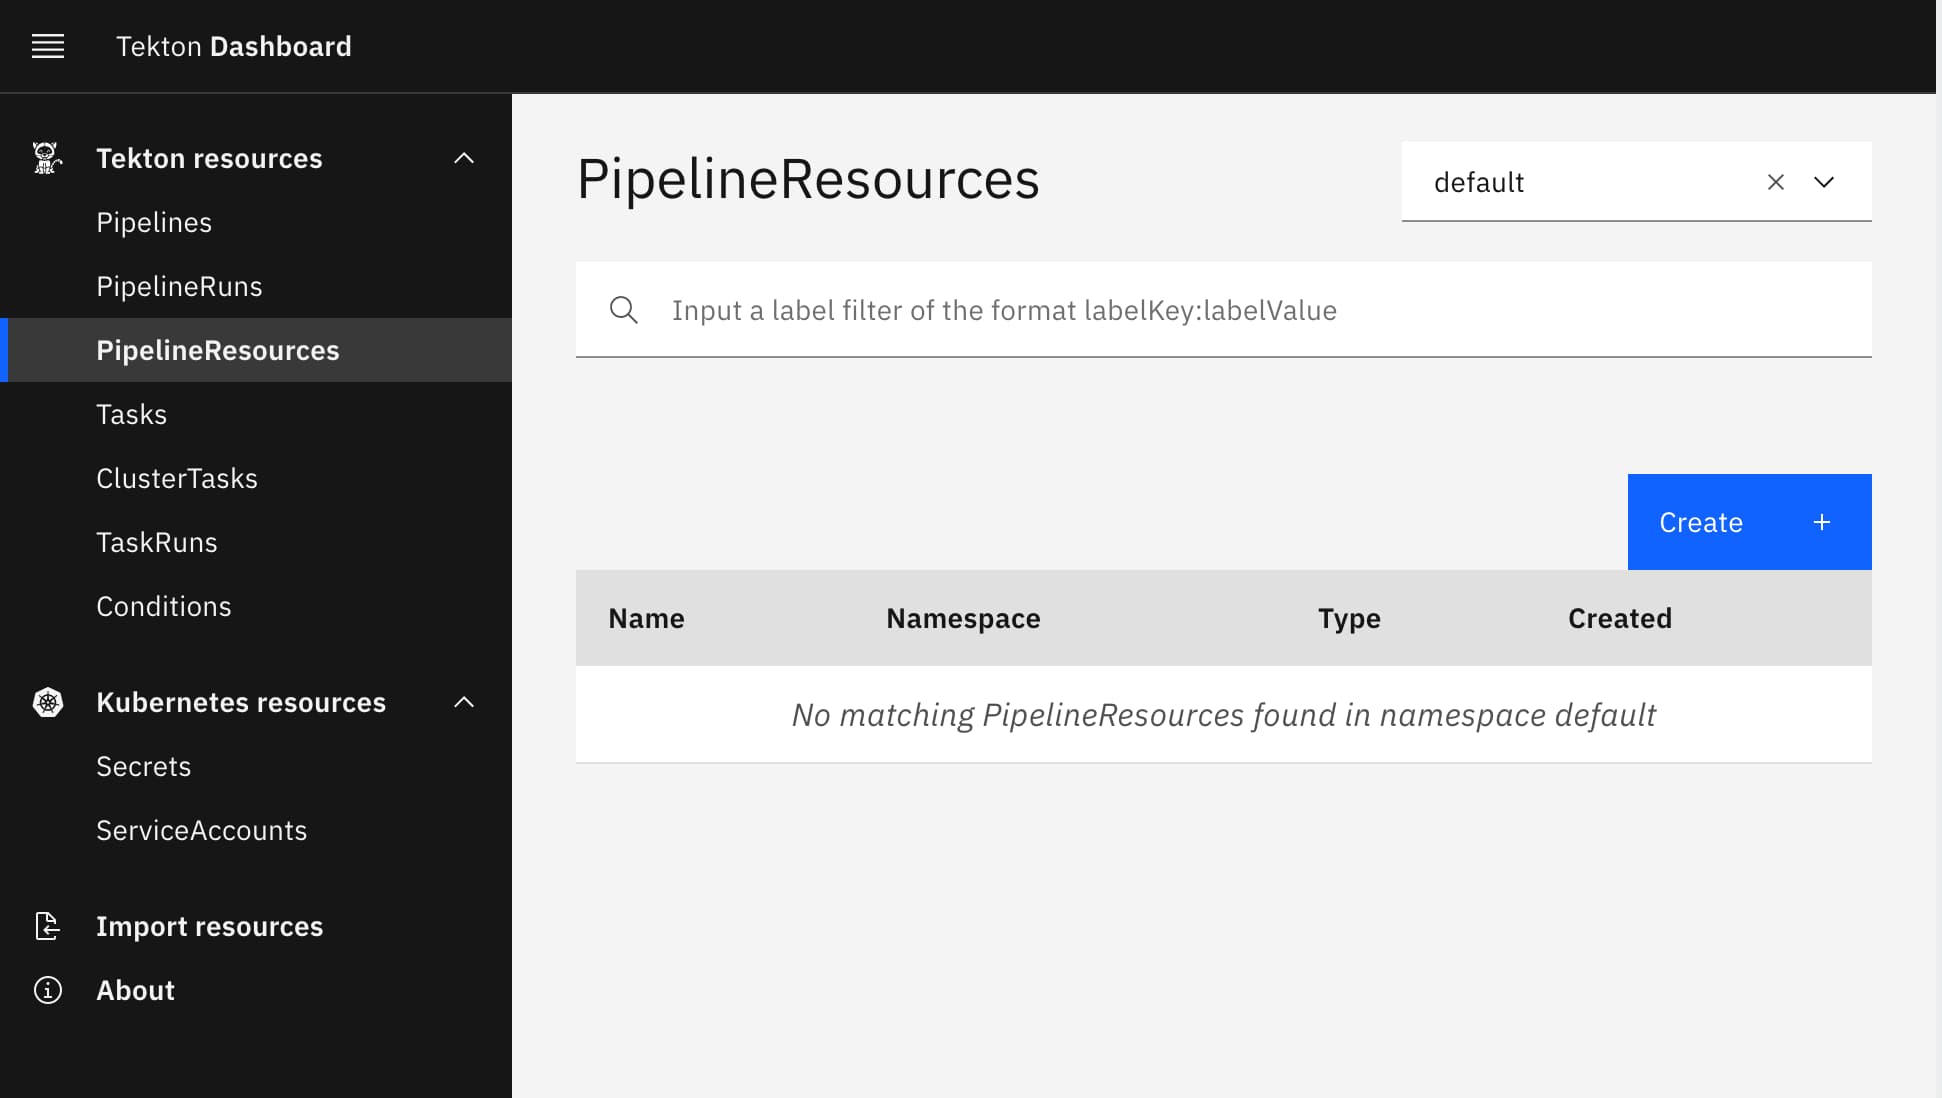 Tekton Dashboard
Tekton resources
Pipelines
PipelineRuns
PipelineResources
Tasks
ClusterTasks
TaskRuns
Conditions
Kubernetes resources
Secrets
ServiceAccounts
Import resources
About
PipelineResources
default
Input a label filter of the format labelKey:labelValue
Create
Name Namespace Type Created
No matching PipelineResources found in namespace default